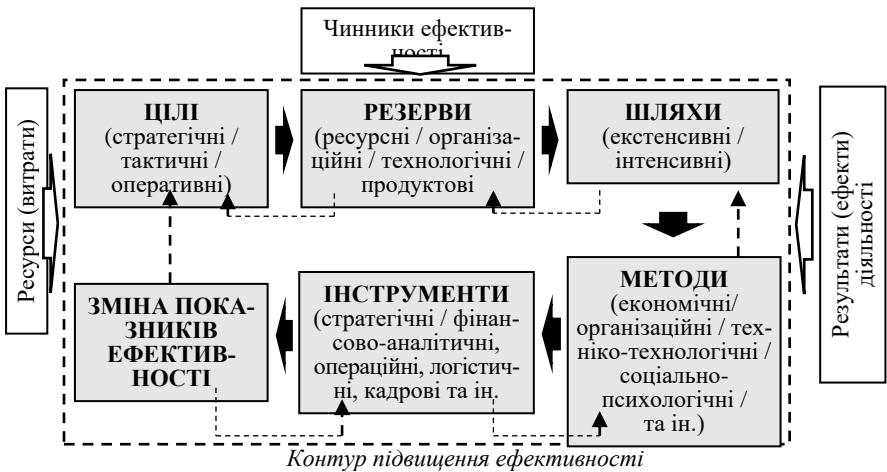 Чинники ефектив-
ності
ЦІЛІ
(стратегічні /
тактичні /
оперативні)
РЕЗЕРВИ
(ресурсні / організа-
ційні / технологічні /
продуктові
ШЛЯХИ
(екстенсивні /
інтенсивні)
Ресурси (витрати)
Результати (ефекти)
діяльності
ЗМІНА ПОКА-
ЗНИКІВ
ЕФЕКТИВ-
НОСТІ
ІНСТРУМЕНТИ
(стратегічні / фінан-
сово-аналітичні,
операційні, логістич-
ні, кадрові та ін.
МЕТОДИ
(економічні/
організаційні / тех-
ніко-технологічні /
соціально-
психологічні /
та ін.)
Контур підвищення ефективності